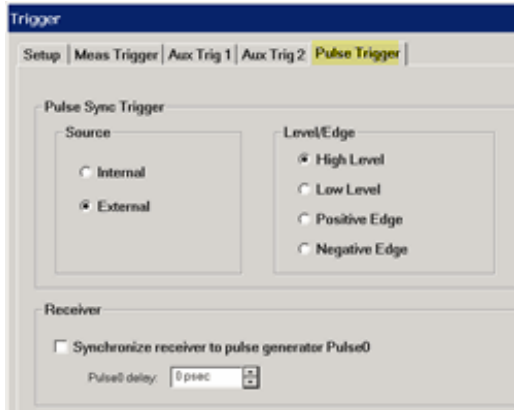 Trigger
Setup Meas Trigger Aux Trig 1 Aux Trig 2 Pulse Trigger
Pulse Sync Trigger
Source
Internal
External
Level/Edge
High Level
Low Level
Positive Edge
Negative Edge
Receiver
Synchronize receiver to pulse generator Pulse0
Pulse0 delay: 0 psec